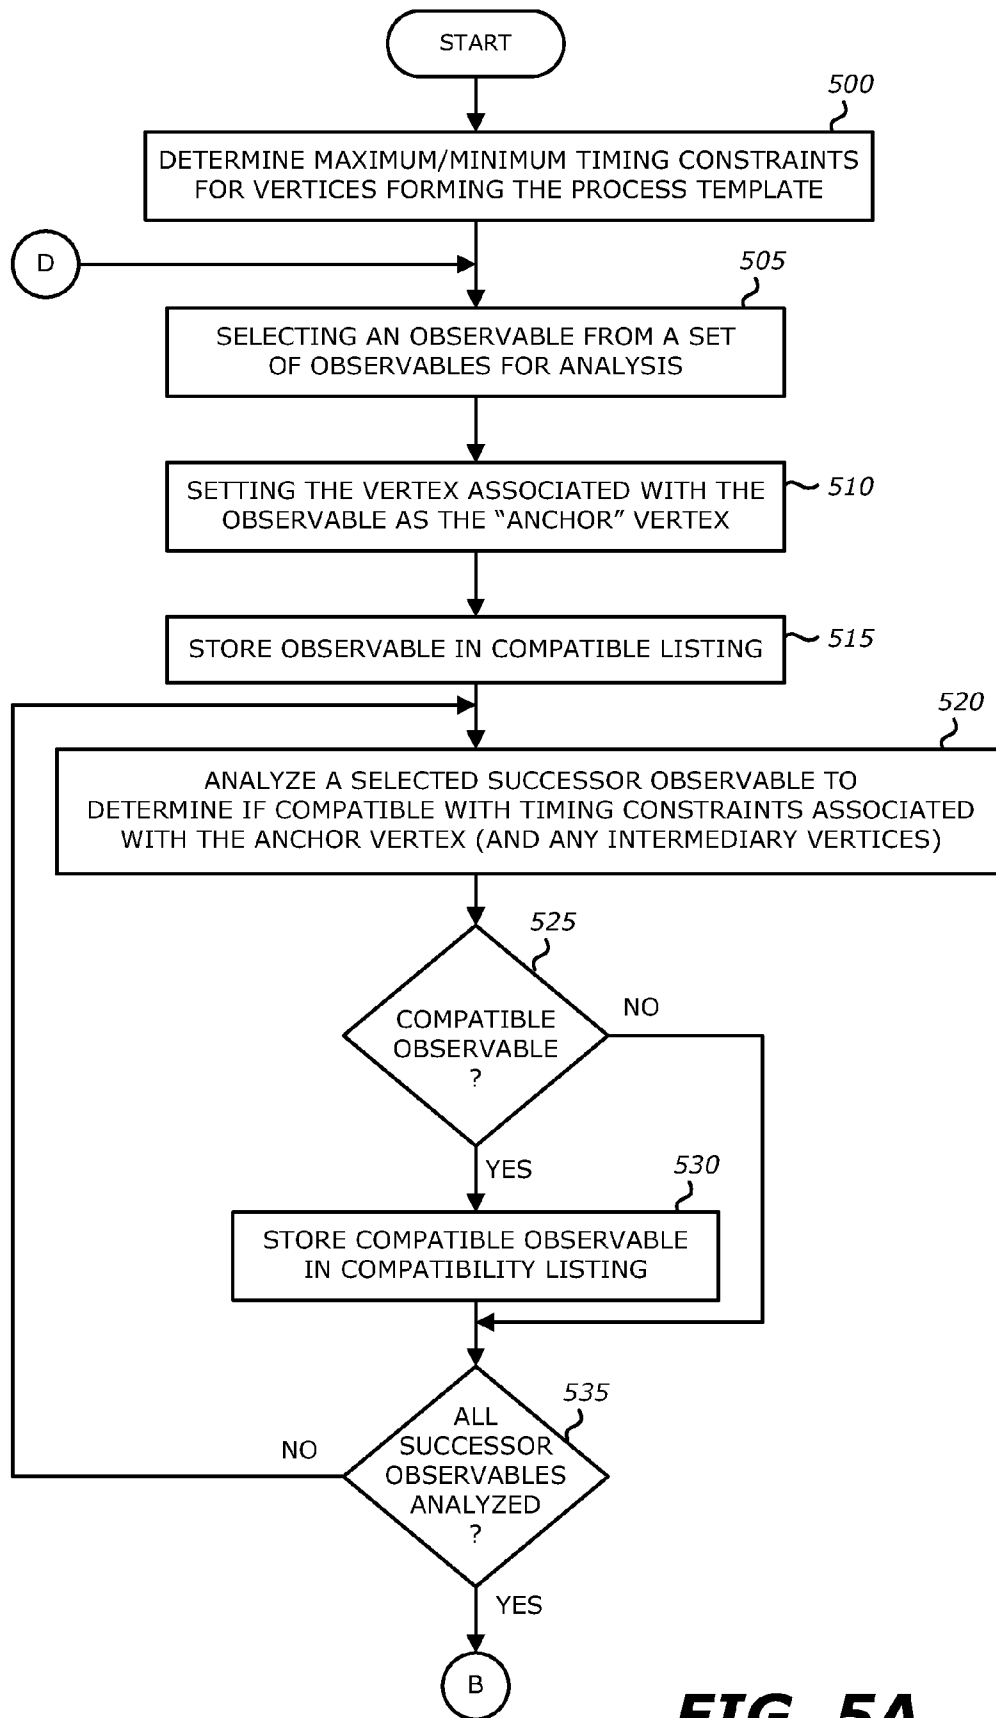 START
500
DETERMINE MAXIMUM/MINIMUM TIMING CONSTRAINTS
FOR VERTICES FORMING THE PROCESS TEMPLATE
D
505
SELECTING AN OBSERVABLE FROM A SET
OF OBSERVABLES FOR ANALYSIS
SETTING THE VERTEX ASSOCIATED WITH THE
OBSERVABLE AS THE “ANCHOR” VERTEX
510
STORE OBSERVABLE IN COMPATIBLE LISTING
515
520
ANALYZE A SELECTED SUCCESSOR OBSERVABLE TO
DETERMINE IF COMPATIBLE WITH TIMING CONSTRAINTS ASSOCIATED
WITH THE ANCHOR VERTEX (AND ANY INTERMEDIARY VERTICES)
525
COMPATIBLE
OBSERVABLE
?
NO
YES
530
STORE COMPATIBLE OBSERVABLE
IN COMPATIBILITY LISTING
535
ALL
SUCCESSOR
OBSERVABLES
ANALYZED
?
NO
YES
B
FIG. 5A